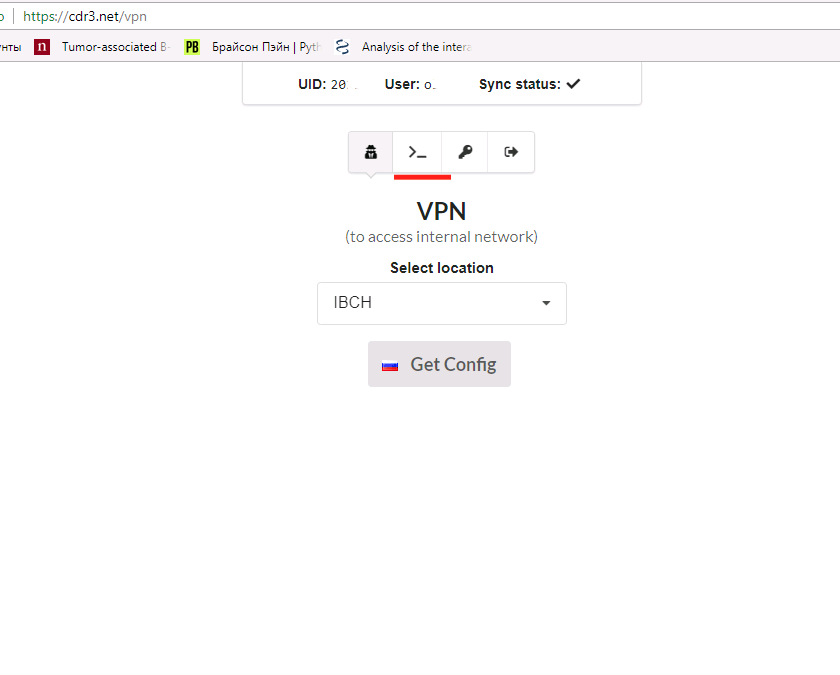 https://cdr3.net/vpn
Tumor-associated B- PB Брайсон Пэйн | Pyth Analysis of the intera
UID: 20 User: o. Sync status:
VPN
(to access internal network)
Select location
IBCH
Get Config